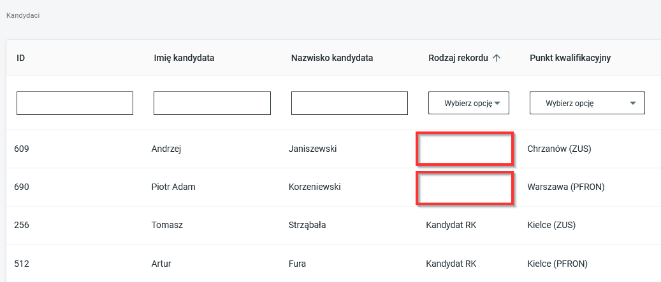 Kandydaci
ID Imię kandydata Nazwisko kandydata Rodzaj rekordu Punkt kwalifikacyjny
Wybierz opcję Wybierz opcję
609 Andrzej Janiszewski Chrzanów (ZUS)
690 Piotr Adam Korzeniewski Warszawa (PFRON)
256 Tomasz Strząbała Kandydat RK Kielce (ZUS)
512 Artur Fura Kandydat RK Kielce (PFRON)